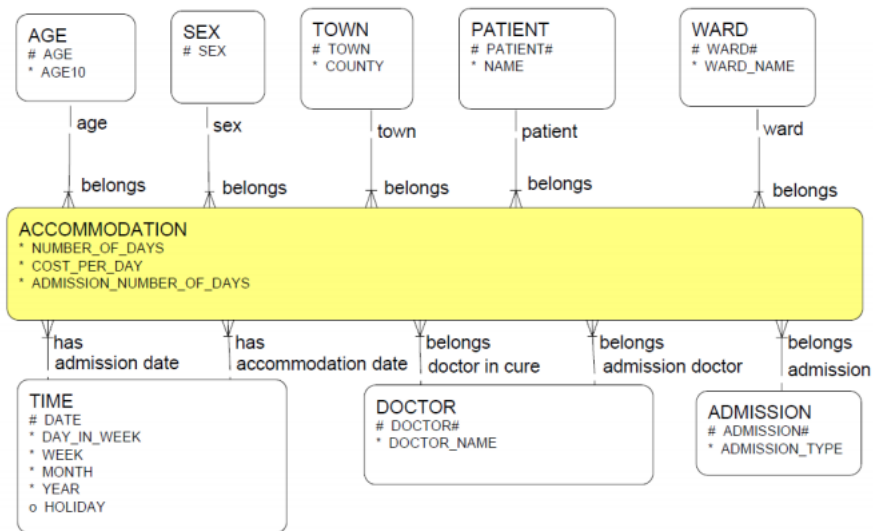 AGE
# AGE
* AGE10
SEX
# SEX
TOWN
# TOWN
* COUNTY
PATIENT
# PATIENT#
* NAME
WARD
# WARD#
* WARD_NAME
age
sex
town
patient
ward
belongs
belongs
belongs
belongs
belongs
ACCOMMODATION
* NUMBER_OF_DAYS
* COST_PER_DAY
* ADMISSION_NUMBER_OF_DAYS
has
admission date
has
accommodation date
belongs
doctor in cure
belongs
admission doctor
belongs
admission
TIME
# DATE
* DAY_IN_WEEK
* WEEK
* MONTH
* YEAR
o HOLIDAY
DOCTOR
# DOCTOR#
* DOCTOR_NAME
ADMISSION
# ADMISSION#
* ADMISSION_TYPE